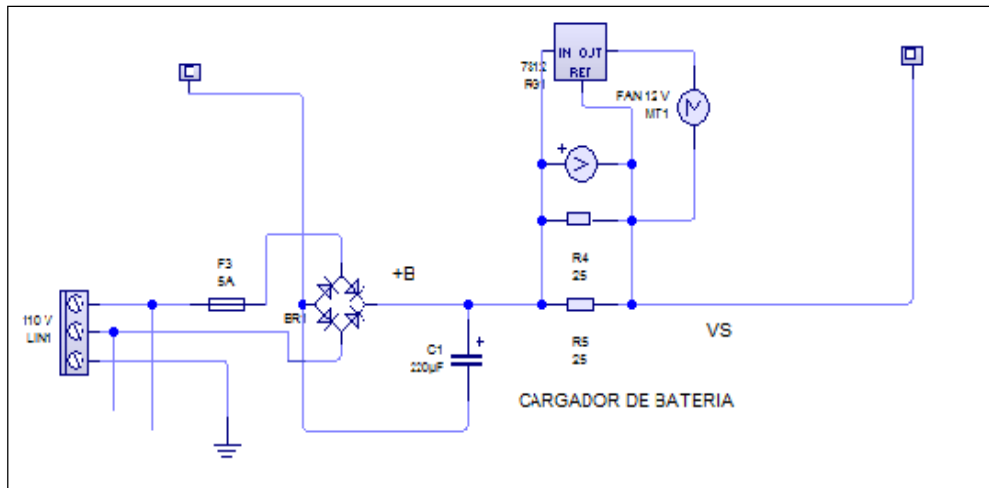 IN OUT
REF
7812
RG1
FAN 12 V
MT1
+
F3
5A
+B
R4
25
110 V
LIN1
BR1
VS
C1
+
220µF
R5
25
CARGADOR DE BATERIA